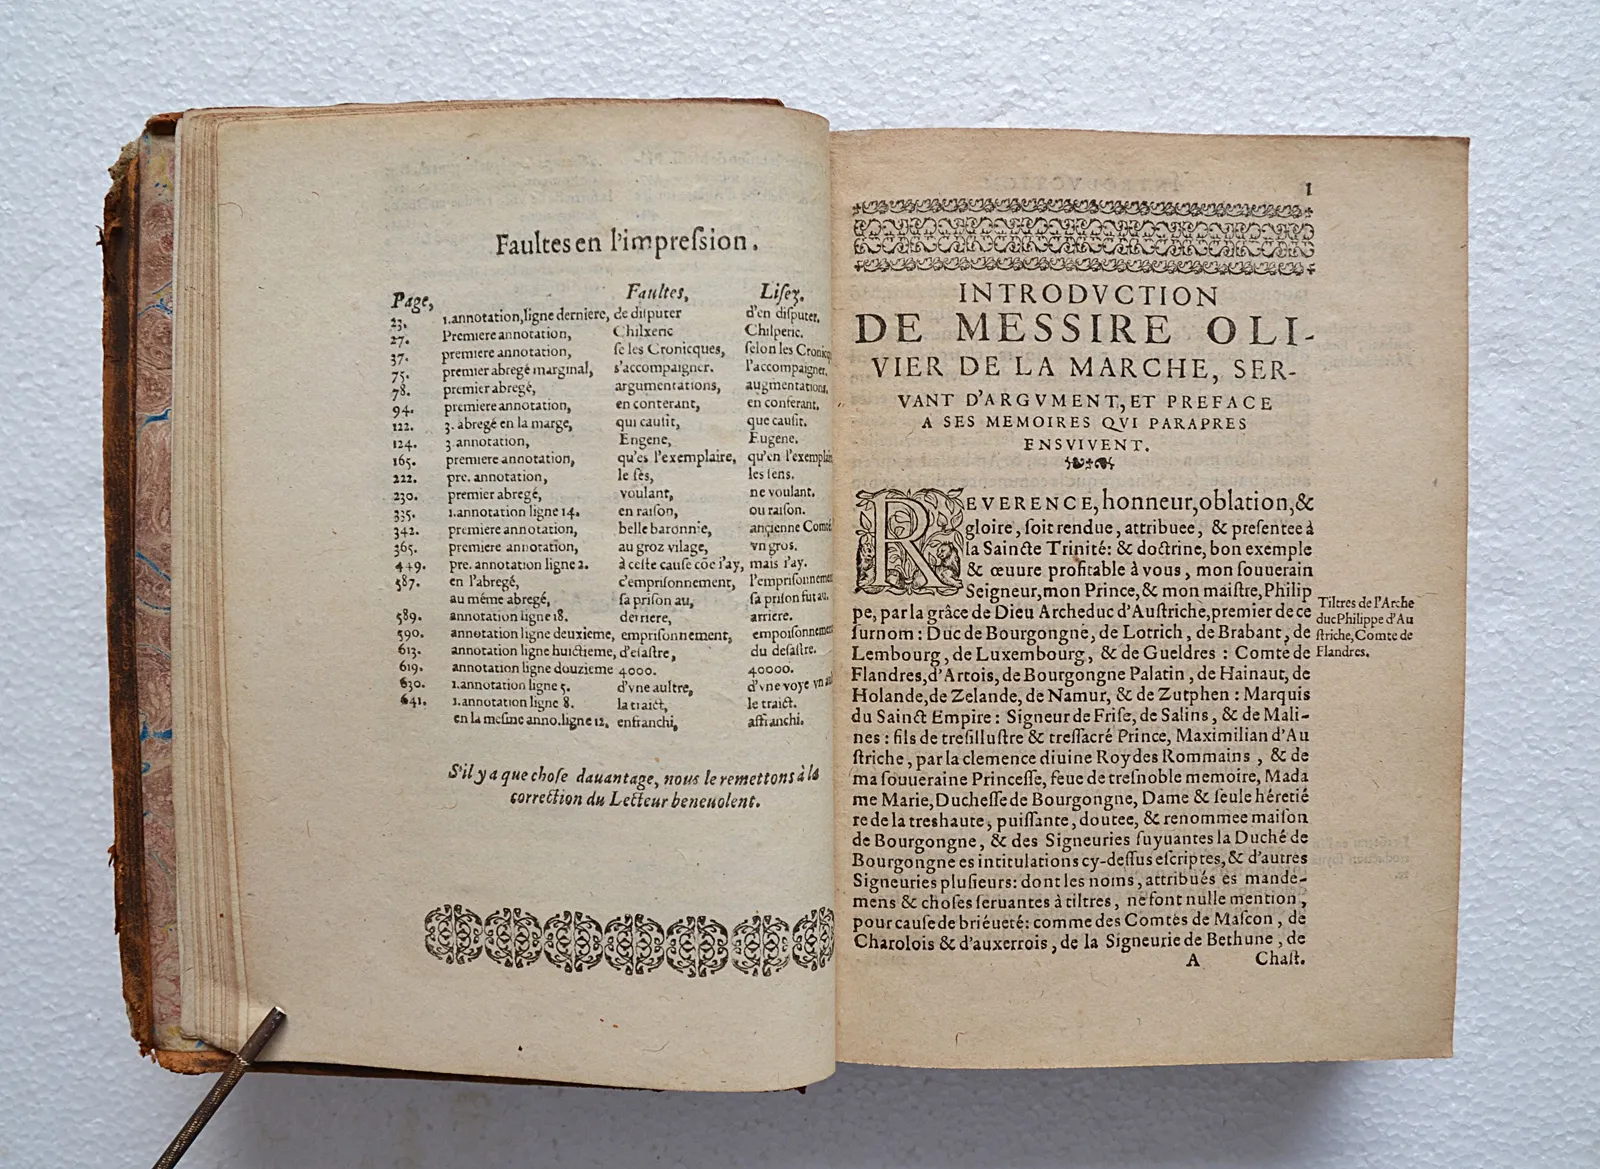 Faultes en l'impreſsion.
Page, Faultes, Liſez.
23. 1.annotation,ligne derniere, de diſputer d'en diſputer.
27. Premiere annotation, Chilxeric Chilperic.
37. premiere annotation, ſe les Cronicques, ſelon les Cronicq
75. premier abregé marginal, s'accompaigner. l'accompaigner.
78. premier abregé, argumentations, augmentations,
94. premiere annotation, en conterant, en conferant.
122. 3. abregé en la marge, qui cauſit, que cauſit.
124. 3.annotation, Engene, Eugene.
165. premiere annotation, qu'es l'exemplaire, qu'en l'exemplai
222. pre. annotation, le ſés, les ſens.
230. premier abregé, voulant, ne voulant.
335. 1.annotation ligne 14. en raiſon, ou raiſon.
342. premiere annotation, belle baronnie, ancienne Comté
365. premiere annotation, au groz vilage, vn gros.
449. pre. annotation ligne 2. à ceſte cauſe cõe i'ay, mais i'ay.
587. en l'abregé, c'empriſonnement, l'empriſonneme
au méme abregé, ſa priſon au, ſa priſon fut au.
589. annotation ligne 18. derriere, arriere.
590. annotation ligne deuxieme, empriſonnement, empoiſonneme
613. annotation ligne huictieme, d'eſaſtre, du deſaſtre.
619. annotation ligne douzieme 4000. 40000.
630. 1.annotation ligne 5. d'vne aultre, d'vne voye vn au
641. 1.annotation ligne 8. la traict, le traict.
en la meſme anno.ligne 12. enfranchi, affranchi.
S'il y a que choſe dauantage, nous le remettons à la
correction du Lecteur beneuolent.
1
INTRODVCTION
DE MESSIRE OLI-
VIER DE LA MARCHE, SER-
VANT D'ARGVMENT, ET PREFACE
A SES MEMOIRES QVI PARAPRES
ENSVIVENT.
REVERENCE, honneur, oblation, &
gloire, ſoit rendue, attribuee, & preſentee à
la Saincte Trinité: & doctrine, bon exemple
& œuure profitable à vous, mon ſouuerain
Seigneur, mon Prince, & mon maiſtre, Philip
pe, par la grâce de Dieu Archeduc d'Auſtriche, premier de ce
ſurnom : Duc de Bourgongne, de Lotrich, de Brabant, de
Lembourg, de Luxembourg, & de Gueldres : Comte de
Flandres, d'Artois, de Bourgongne Palatin, de Hainaut, de
Holande, de Zelande, de Namur, & de Zutphen : Marquis
du Sainct Empire : Signeur de Friſe, de Salins, & de Mali-
nes : fils de treſilluſtre & treſſacré Prince, Maximilian d'Au
ſtriche, par la clemence diuine Roy des Rommains, & de
ma ſouueraine Princeſſe, feue de treſnoble memoire, Mada
me Marie, Ducheſſe de Bourgongne, Dame & ſeule héretié
re de la treshaute, puiſſante, doutee, & renommee maiſon
de Bourgongne, & des Signeuries ſuyuantes la Duché de
Bourgongne es intitulations cy-deſſus eſcriptes, & d'autres
Signeuries pluſieurs: dont les noms, attribués es mande-
mens & choſes ſeruantes à tiltres, ne font nulle mention,
pour cauſe de briéueté: comme des Comtés de Maſcon, de
Charolois & d'auxerrois, de la Signeurie de Bethune, de
A Chaſt.
Tiltres de l'Arche
duc Philippe d'Au
ſtriche, Comte de
Flandres.